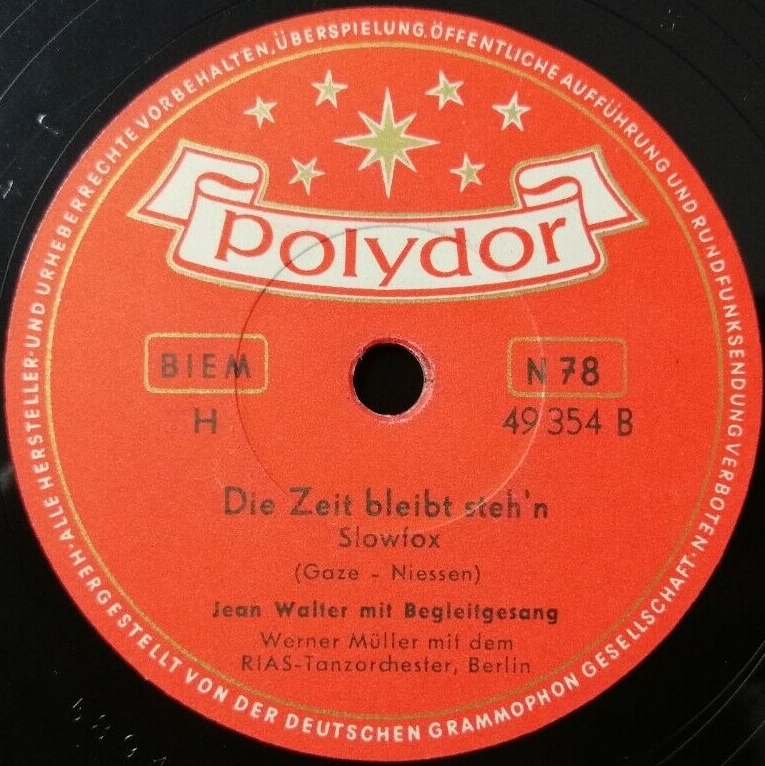 ALLE HERSTELLER- UND URHEBERRECHTE VORBEHALTEN, ÜBERSPIELUNG, ÖFFENTLICHE AUFFÜHRUNG UND RUNDFUNKSENDUNG VERBOTEN ·
polydor
BIEM
N 78
H
49 354 B
Die Zeit bleibt steh'n
Slowfox
(Gaze - Niessen)
Jean Walter mit Begleitgesang
Werner Müller mit dem
RIAS-Tanzorchester, Berlin
· HERGESTELLT VON DER DEUTSCHEN GRAMMOPHON GESELLSCHAFT ·